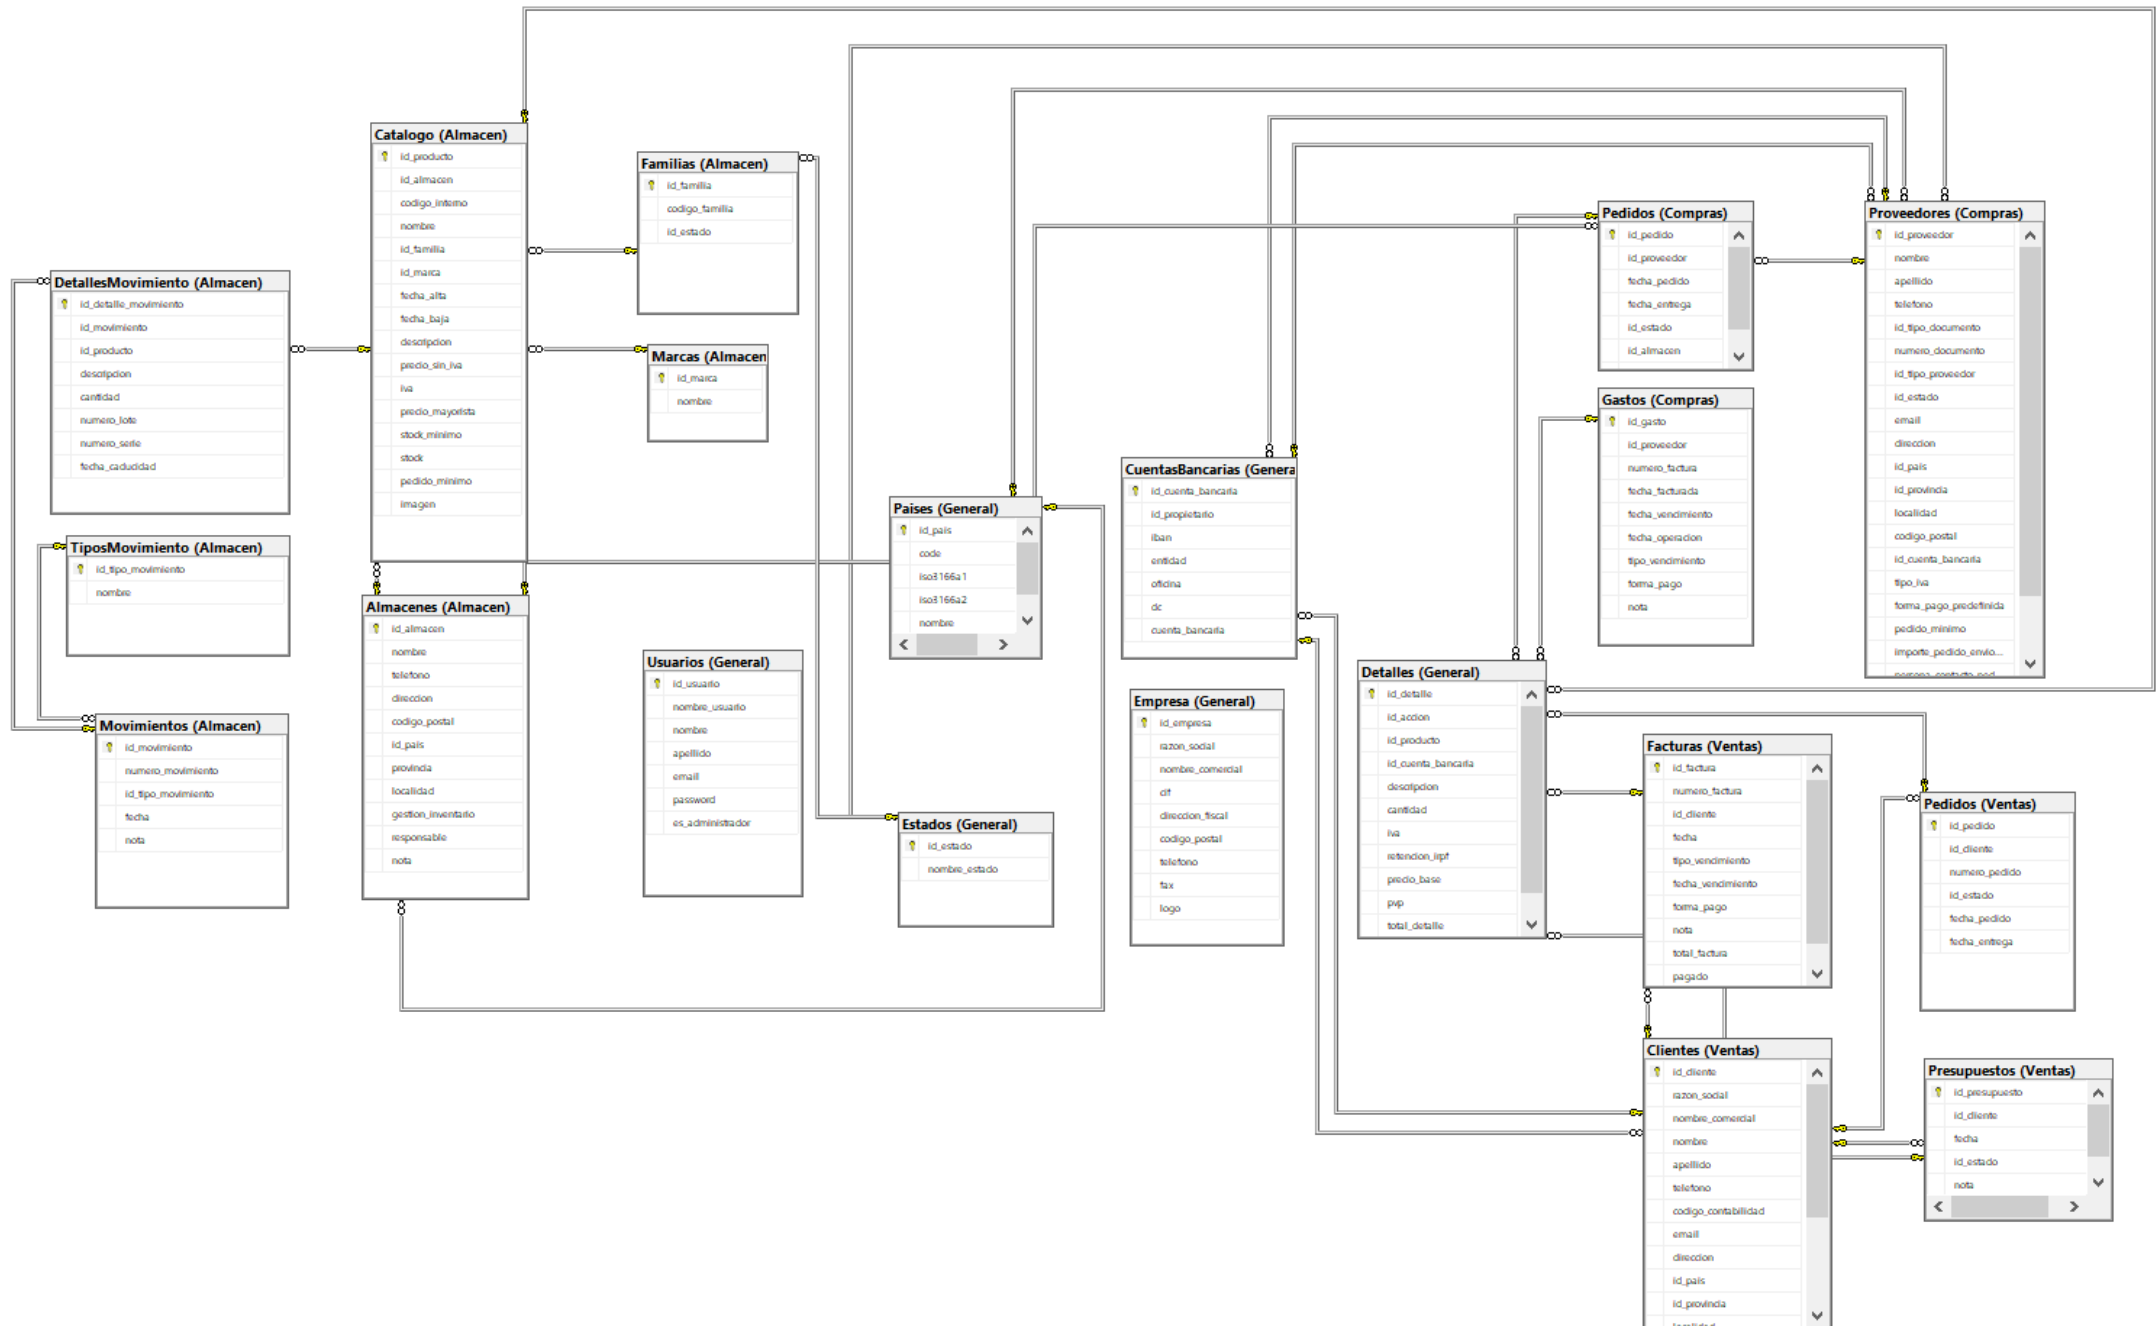 Catalogo (Almacen)
id_producto
id_almacen
codigo_interno
nombre
id_familia
id_marca
fecha_alta
fecha_baja
descripcion
precio_sin_iva
iva
precio_mayorista
stock_minimo
stock
pedido_minimo
imagen
Familias (Almacen)
id_familia
codigo_familia
id_estado
Marcas (Almacen
id_marca
nombre
DetallesMovimiento (Almacen)
id_detalle_movimiento
id_movimiento
id_producto
descripcion
cantidad
numero_lote
numero_serie
fecha_caducidad
TiposMovimiento (Almacen)
id_tipo_movimiento
nombre
Movimientos (Almacen)
id_movimiento
numero_movimiento
id_tipo_movimiento
fecha
nota
Almacenes (Almacen)
id_almacen
nombre
telefono
direccion
codigo_postal
id_pais
provincia
localidad
gestion_inventario
responsable
nota
Usuarios (General)
id_usuario
nombre_usuario
nombre
apellido
email
password
es_administrador
Paises (General)
id_pais
code
iso3166a1
iso3166a2
nombre
Estados (General)
id_estado
nombre_estado
CuentasBancarias (Genera
id_cuenta_bancaria
id_propietario
iban
entidad
oficina
dc
cuenta_bancaria
Empresa (General)
id_empresa
razon_social
nombre_comercial
cif
direccion_fiscal
codigo_postal
telefono
fax
logo
Pedidos (Compras)
id_pedido
id_proveedor
fecha_pedido
fecha_entrega
id_estado
id_almacen
Gastos (Compras)
id_gasto
id_proveedor
numero_factura
fecha_facturada
fecha_vencimiento
fecha_operacion
tipo_vencimiento
forma_pago
nota
Proveedores (Compras)
id_proveedor
nombre
apellido
telefono
id_tipo_documento
numero_documento
id_tipo_proveedor
id_estado
email
direccion
id_pais
id_provincia
localidad
codigo_postal
id_cuenta_bancaria
tipo_iva
forma_pago_predefinida
pedido_minimo
importe_pedido_envio...
Detalles (General)
id_detalle
id_accion
id_producto
id_cuenta_bancaria
descripcion
cantidad
iva
retencion_irpf
precio_base
pvp
total_detalle
Facturas (Ventas)
id_factura
numero_factura
id_cliente
fecha
tipo_vencimiento
fecha_vencimiento
forma_pago
nota
total_factura
pagado
Pedidos (Ventas)
id_pedido
id_cliente
numero_pedido
id_estado
fecha_pedido
fecha_entrega
Clientes (Ventas)
id_cliente
razon_social
nombre_comercial
nombre
apellido
telefono
codigo_contabilidad
email
direccion
id_pais
id_provincia
Presupuestos (Ventas)
id_presupuesto
id_cliente
fecha
id_estado
nota